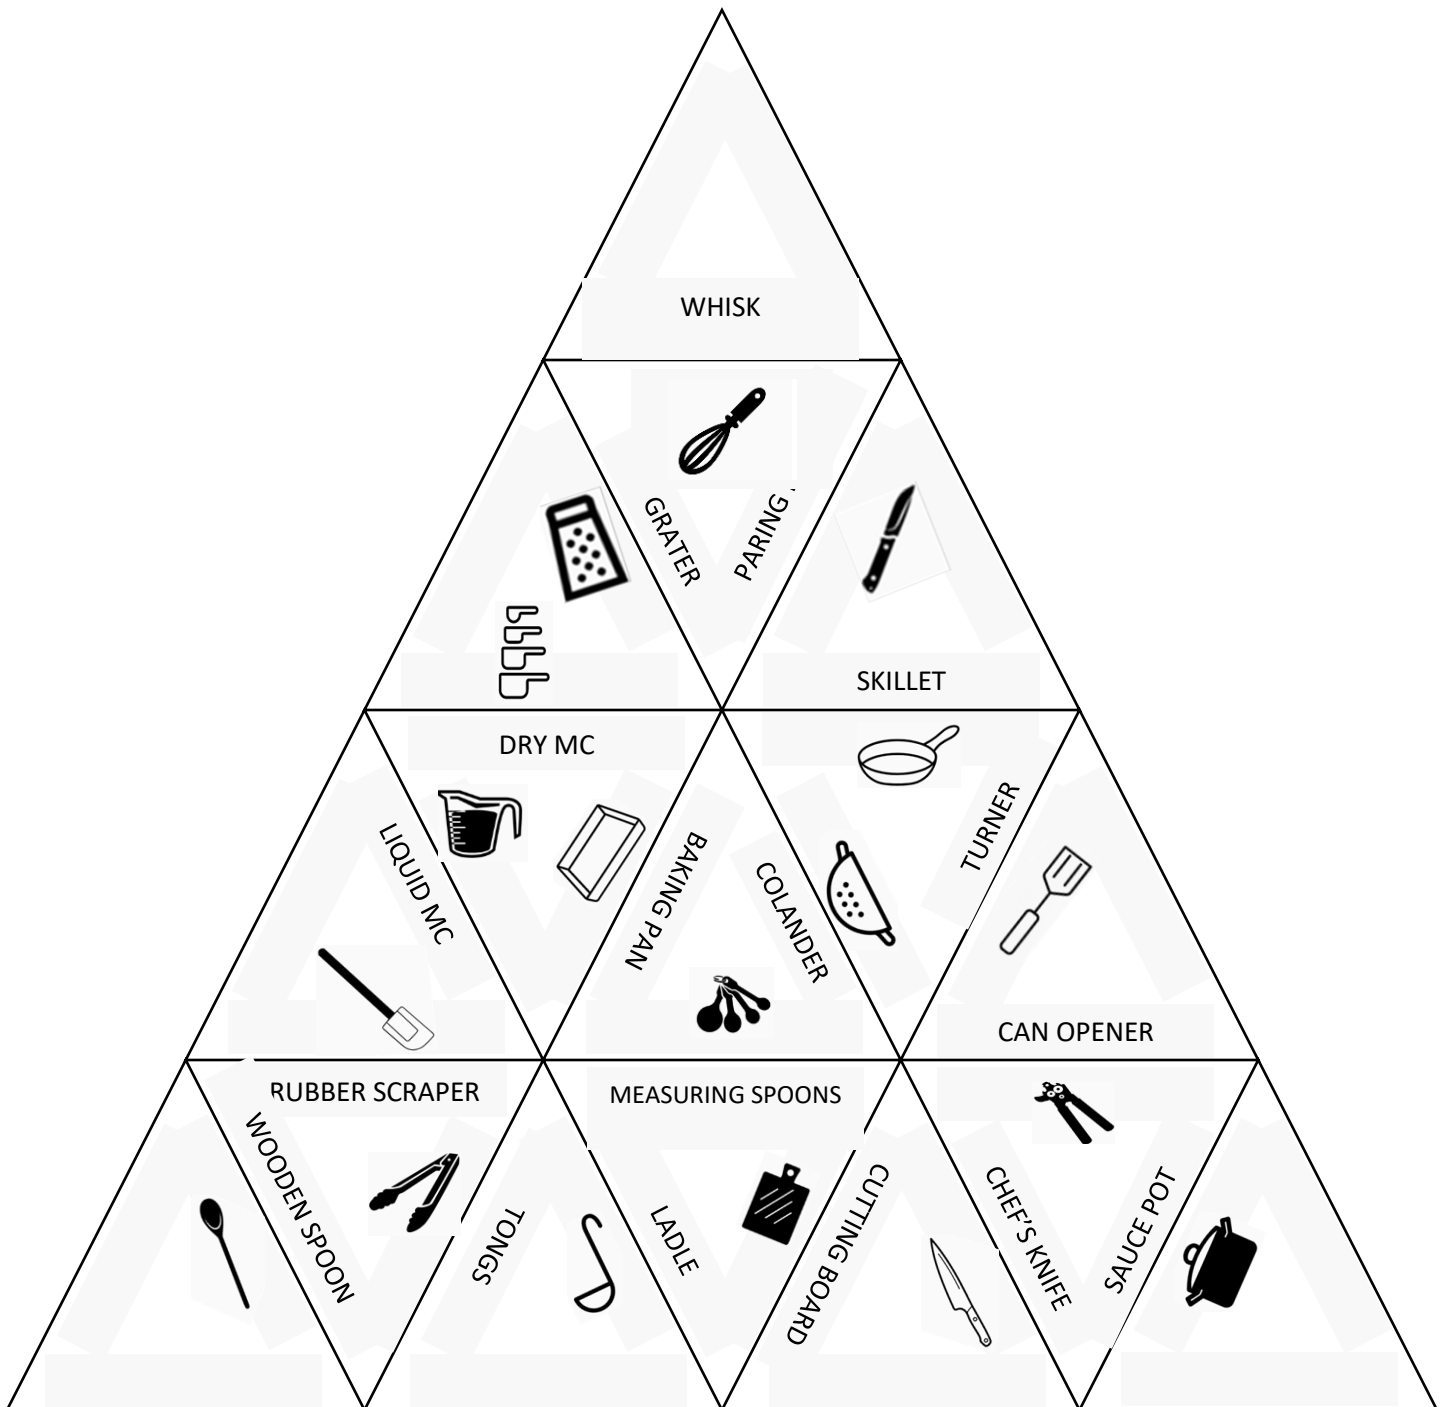 WHISK
GRATER
PARING
SKILLET
DRY MC
LIQUID MC
BAKING PAN
COLANDER
TURNER
CAN OPENER
RUBBER SCRAPER
MEASURING SPOONS
WOODEN SPOON
TONGS
LADLE
CUTTING BOARD
CHEF'S KNIFE
SAUCE POT